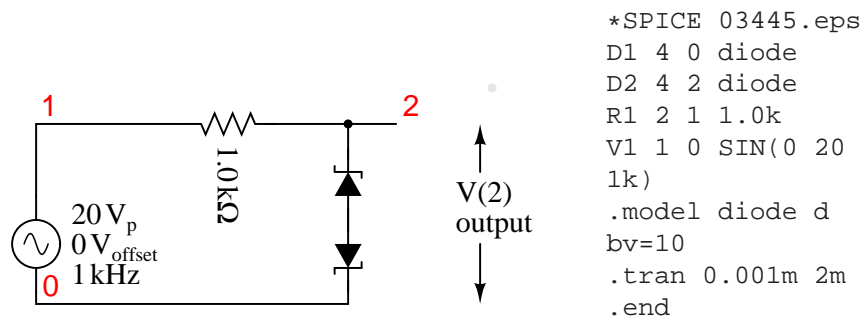 1
2
1.0 kΩ
20 Vp
0 Voffset
1 kHz
0
V(2)
output
*SPICE 03445.eps
D1 4 0 diode
D2 4 2 diode
R1 2 1 1.0k
V1 1 0 SIN(0 20
1k)
.model diode d
bv=10
.tran 0.001m 2m
.end